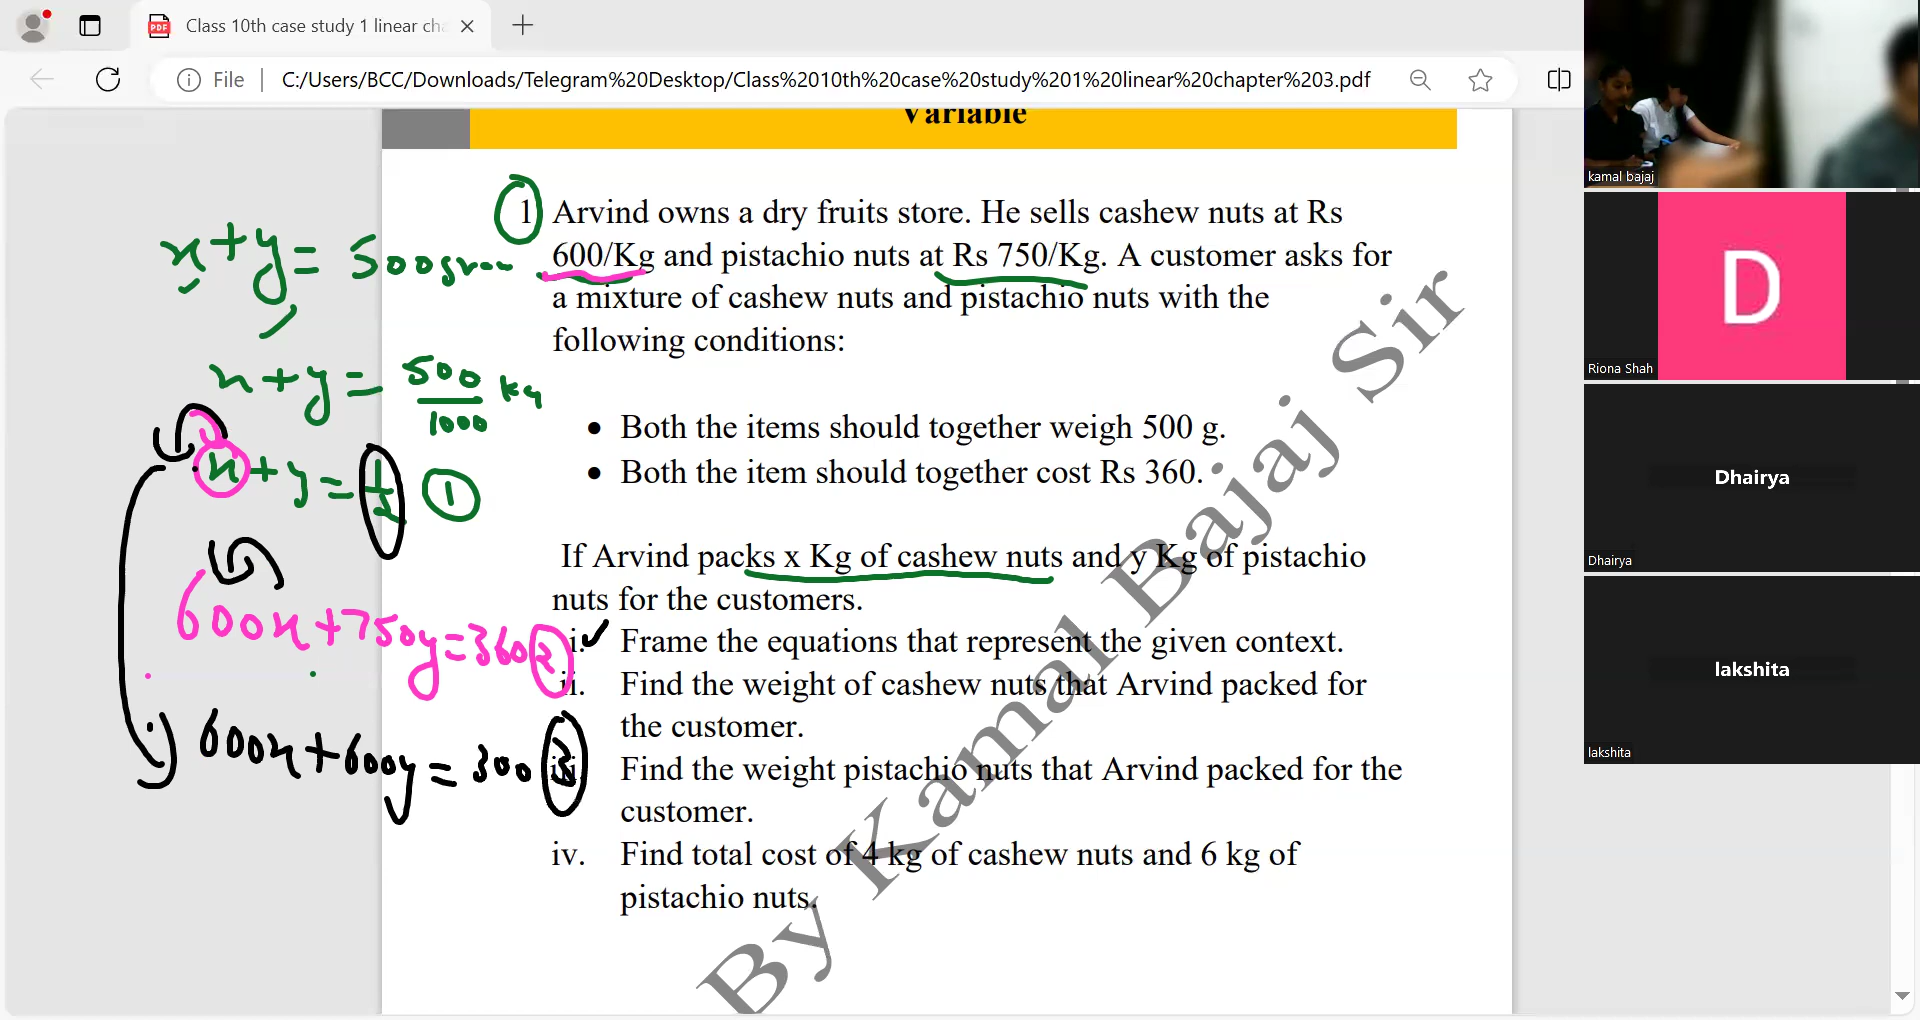 Class 10th case study 1 linear cha
File
C:/Users/BCC/Downloads/Telegram%20Desktop/Class%2010th%20case%20study%201%20linear%20chapter%203.pdf
Variable
1 Arvind owns a dry fruits store. He sells cashew nuts at Rs
600/Kg and pistachio nuts at Rs 750/Kg. A customer asks for
a mixture of cashew nuts and pistachio nuts with the
following conditions:
• Both the items should together weigh 500 g.
• Both the item should together cost Rs 360.
If Arvind packs x Kg of cashew nuts and y Kg of pistachio
nuts for the customers.
i. Frame the equations that represent the given context.
ii. Find the weight of cashew nuts that Arvind packed for
the customer.
iii. Find the weight pistachio nuts that Arvind packed for the
customer.
iv. Find total cost of 4 kg of cashew nuts and 6 kg of
pistachio nuts.
By Kamal Bajaj Sir
x+y= 500gram
x+y= 500/1000 kg
x+y= 1/2 1
600x+750y=360 2
600x+600y=300 3
kamal bajaj
D
Riona Shah
Dhairya
Dhairya
lakshita
lakshita